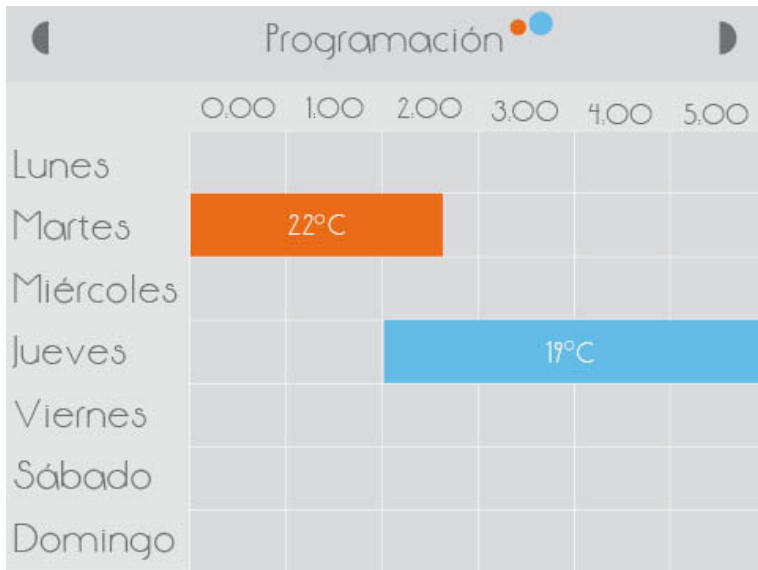 Programación
0:00 1:00 2:00 3:00 4:00 5:00
Lunes
Martes 22°C
Miércoles
Jueves 19°C
Viernes
Sábado
Domingo